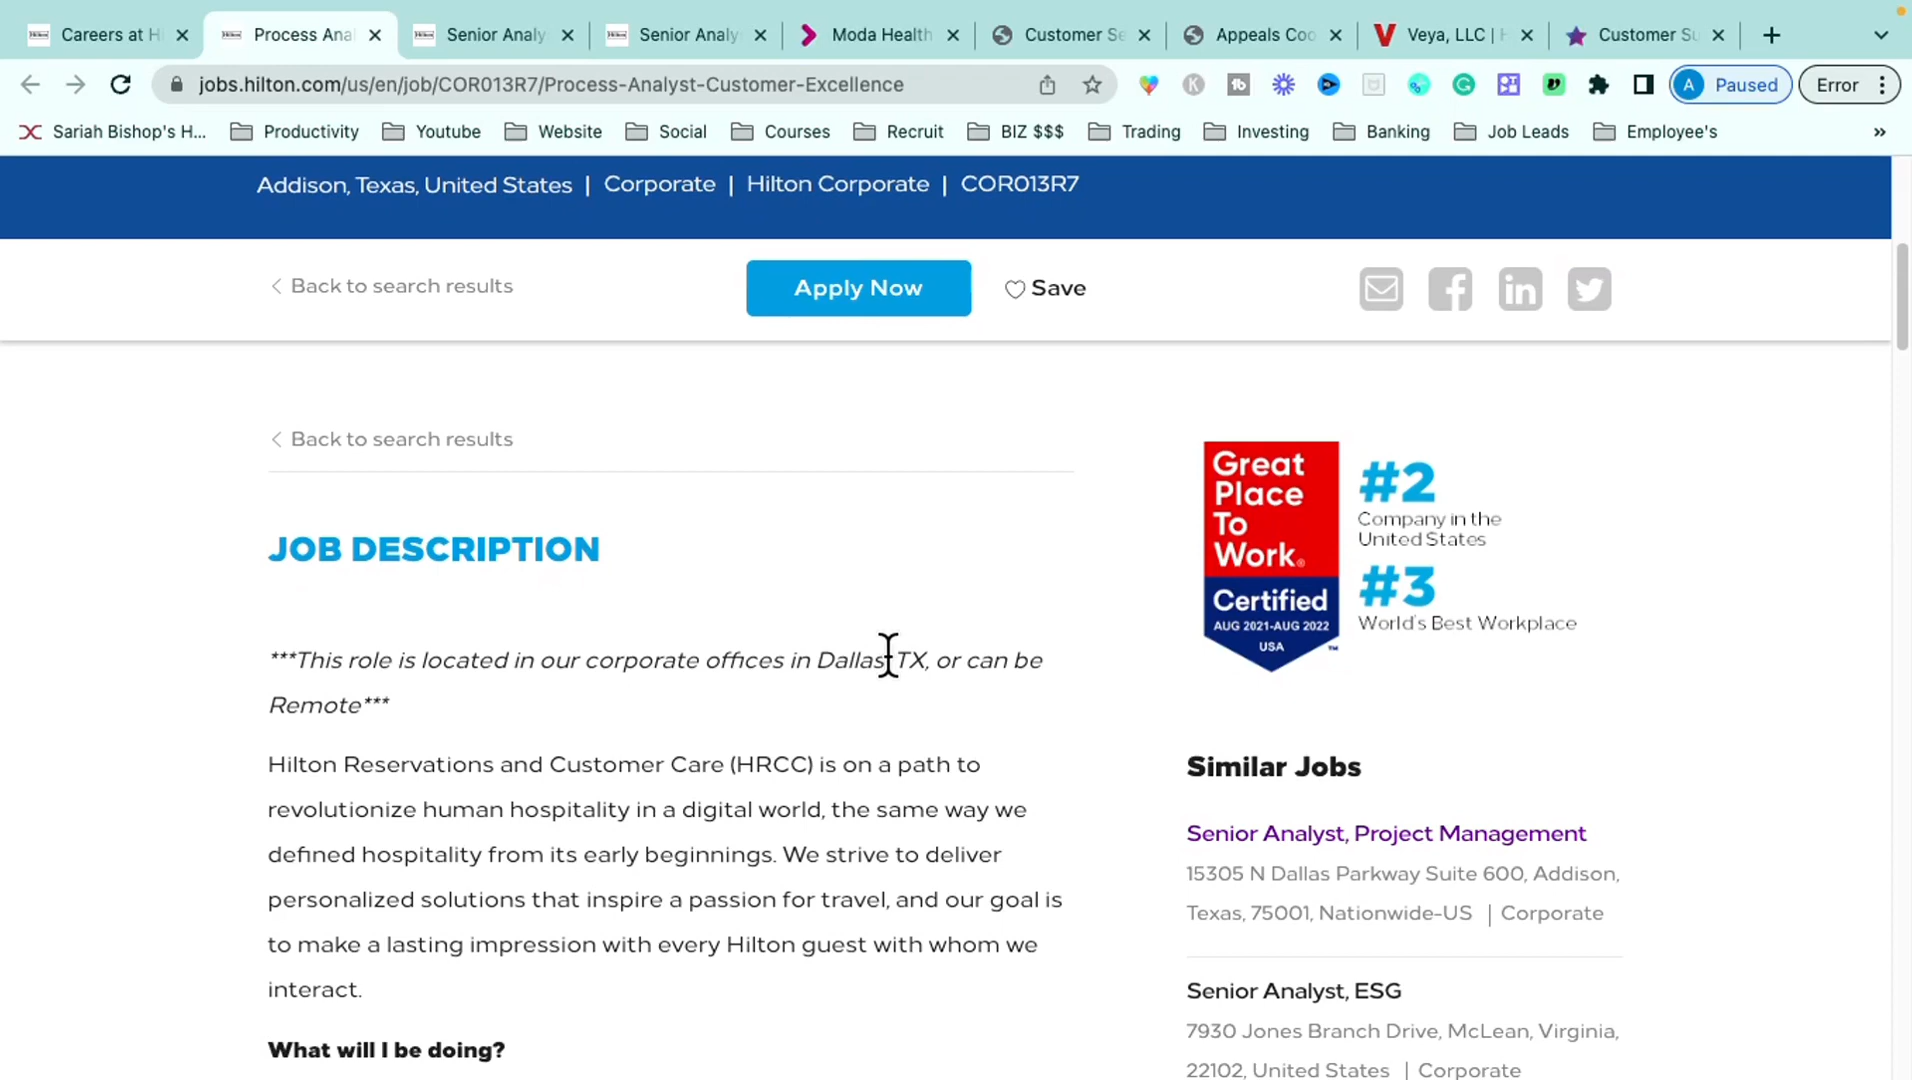 Careers at H
Process Ana
Senior Analy
Senior Analy
Moda Health
Customer Se
Appeals Coo
Veya, LLC | H
Customer Su
jobs.hilton.com/us/en/job/COR013R7/Process-Analyst-Customer-Excellence
A Paused
Error
Sariah Bishop's H...
Productivity
Youtube
Website
Social
Courses
Recruit
BIZ $$$
Trading
Investing
Banking
Job Leads
Employee's
»
Addison, Texas, United States | Corporate | Hilton Corporate | COR013R7
Back to search results
Apply Now
Save
Back to search results
JOB DESCRIPTION
***This role is located in our corporate offices in Dallas TX, or can be
Remote***
Hilton Reservations and Customer Care (HRCC) is on a path to
revolutionize human hospitality in a digital world, the same way we
defined hospitality from its early beginnings. We strive to deliver
personalized solutions that inspire a passion for travel, and our goal is
to make a lasting impression with every Hilton guest with whom we
interact.
What will I be doing?
Great
Place
To
Work®
Certified
AUG 2021-AUG 2022
USA
™
#2
Company in the
United States
#3
World's Best Workplace
Similar Jobs
Senior Analyst, Project Management
15305 N Dallas Parkway Suite 600, Addison,
Texas, 75001, Nationwide-US | Corporate
Senior Analyst, ESG
7930 Jones Branch Drive, McLean, Virginia,
22102, United States | Corporate